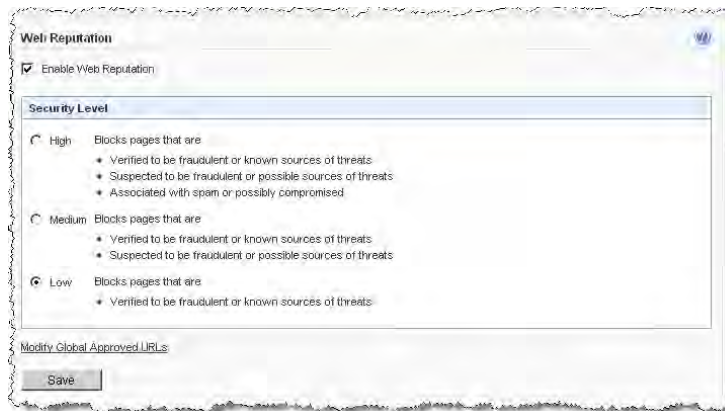 Web Reputation
Enable Web Reputation
Security Level
High Blocks pages that are
• Verified to be fraudulent or known sources of threats
• Suspected to be fraudulent or possible sources of threats
• Associated with spam or possibly compromised
Medium Blocks pages that are
• Verified to be fraudulent or known sources of threats
• Suspected to be fraudulent or possible sources of threats
Low Blocks pages that are
• Verified to be fraudulent or known sources of threats
Modify Global Approved URLs
Save